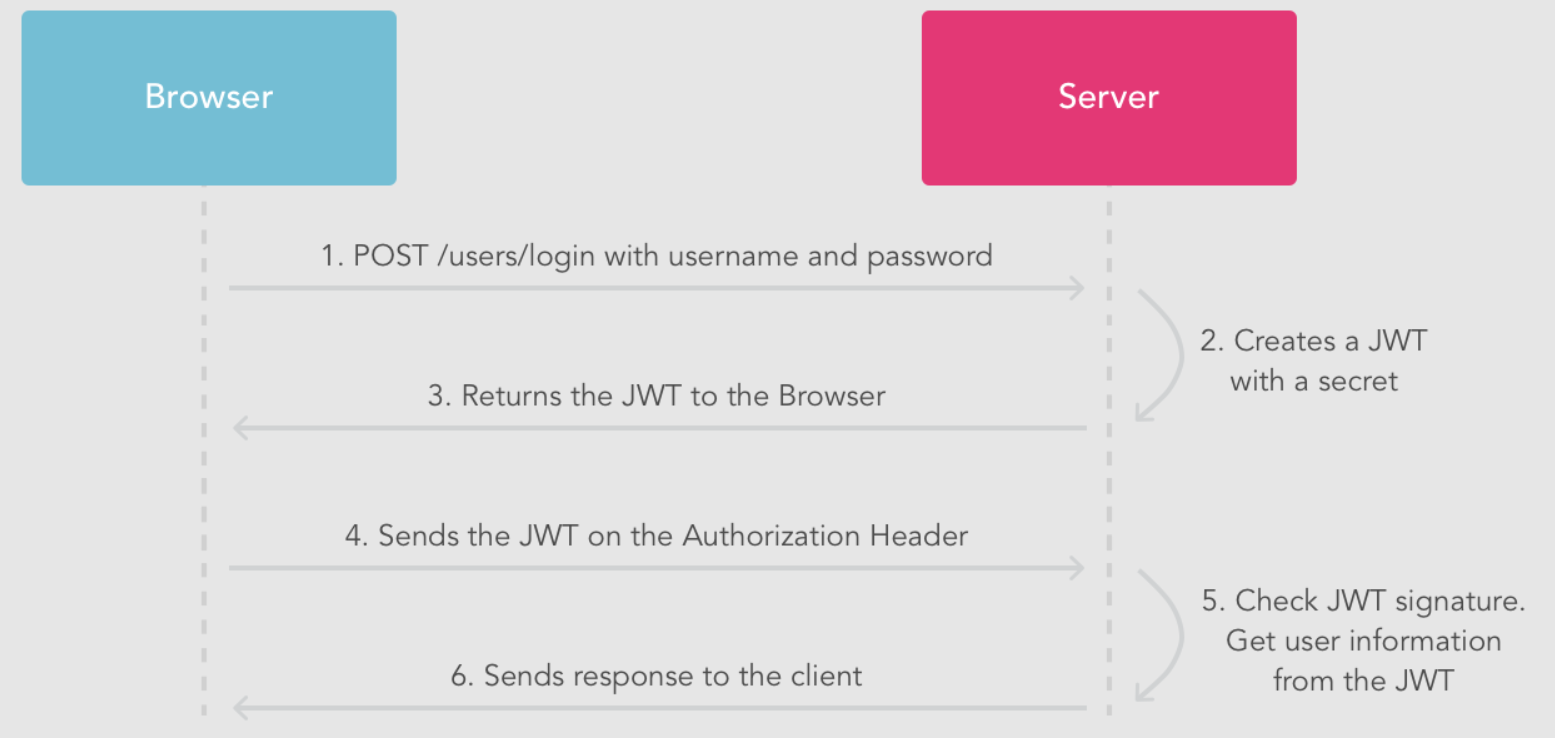 Browser
Server
1. POST /users/login with username and password
2. Creates a JWT
with a secret
3. Returns the JWT to the Browser
4. Sends the JWT on the Authorization Header
5. Check JWT signature.
Get user information
from the JWT
6. Sends response to the client